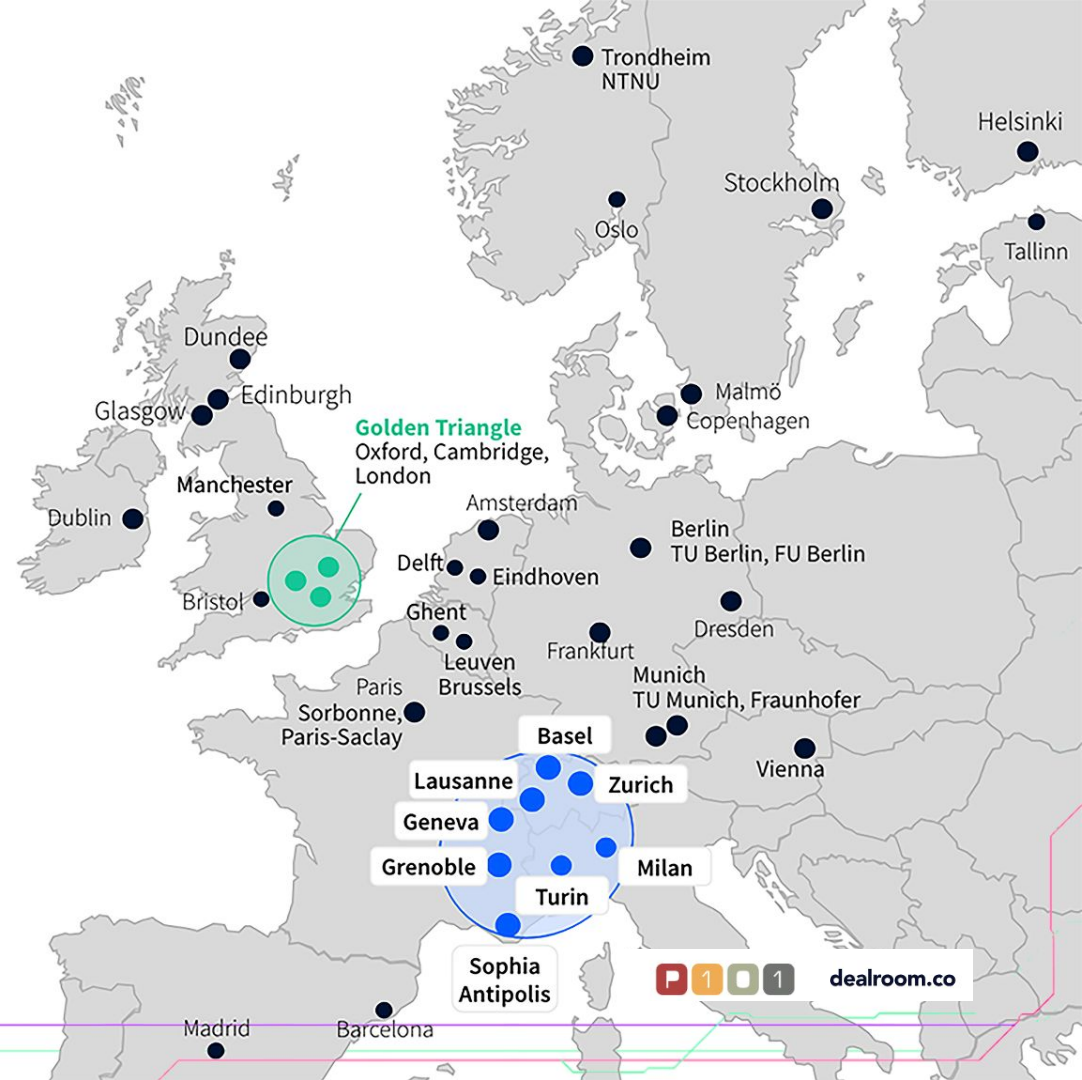 Trondheim
NTNU
Helsinki
Stockholm
Oslo
Tallinn
Dundee
Edinburgh
Glasgow
Malmö
Copenhagen
Golden Triangle
Oxford, Cambridge,
London
Manchester
Amsterdam
Dublin
Berlin
TU Berlin, FU Berlin
Delft
Eindhoven
Bristol
Ghent
Dresden
Frankfurt
Leuven
Brussels
Munich
TU Munich, Fraunhofer
Paris
Sorbonne,
Paris-Saclay
Basel
Vienna
Lausanne
Zurich
Geneva
Grenoble
Milan
Turin
Sophia
Antipolis
P101
dealroom.co
Madrid
Barcelona